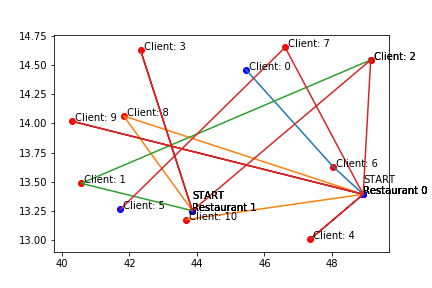 14.75
14.50
14.25
14.00
13.75
13.50
13.25
13.00
40
42
44
46
48
Client: 3
Client: 7
Client: 2
Client: 0
Client: 9
Client: 8
Client: 6
Client: 1
START
Restaurant 0
START
Restaurant 1
Client: 5
Client: 10
Client: 4